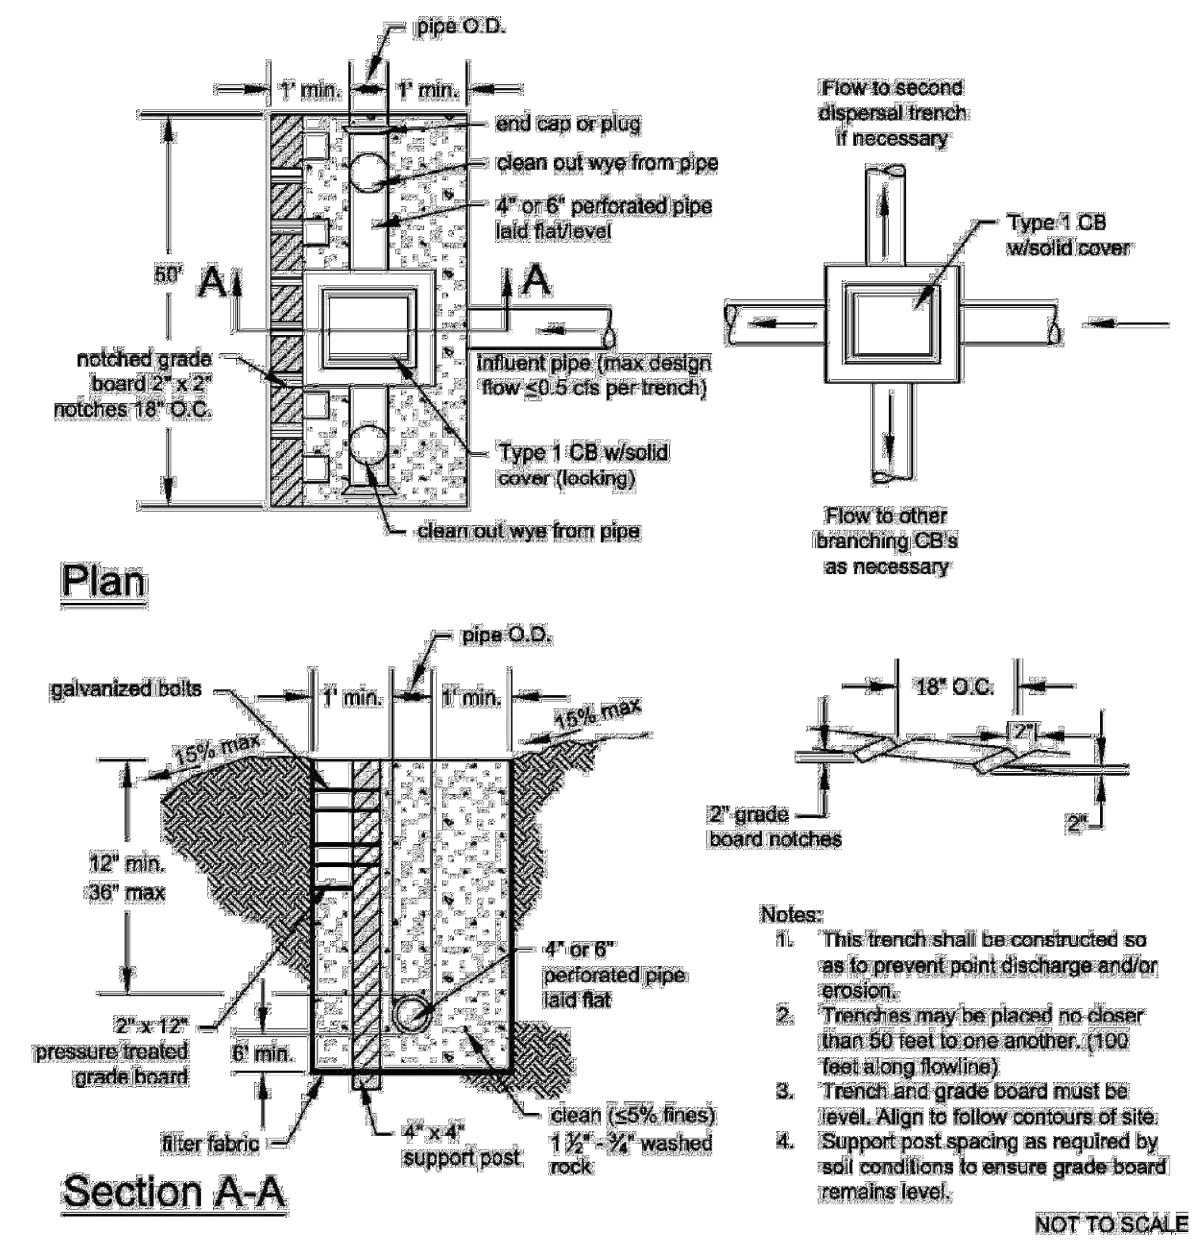 pipe O.D.
1' min.
1' min.
end cap or plug
clean out wye from pipe
4" or 6" perforated pipe
laid flat/level
50'
A
A
notched grade
board 2" x 2"
notches 18" O.C.
influent pipe (max design
flow ≤0.5 cfs per trench)
Type 1 CB w/solid
cover (locking)
clean out wye from pipe
Flow to second
dispersal trench
if necessary
Type 1 CB
w/solid cover
Flow to other
branching CB's
as necessary
Plan
pipe O.D.
galvanized bolts
1' min.
1' min.
15% max
15% max
12" min.
36" max
4" or 6"
perforated pipe
laid flat
2" x 12"
pressure treated
grade board
6' min.
filter fabric
4" x 4"
support post
clean (≤5% fines)
1 ½" - ¾" washed
rock
Section A-A
18" O.C.
2"
2" grade
board notches
2"
Notes:
1. This trench shall be constructed so
as to prevent point discharge and/or
erosion.
2. Trenches may be placed no closer
than 50 feet to one another. (100
feet along flowline)
3. Trench and grade board must be
level. Align to follow contours of site.
4. Support post spacing as required by
soil conditions to ensure grade board
remains level.
NOT TO SCALE